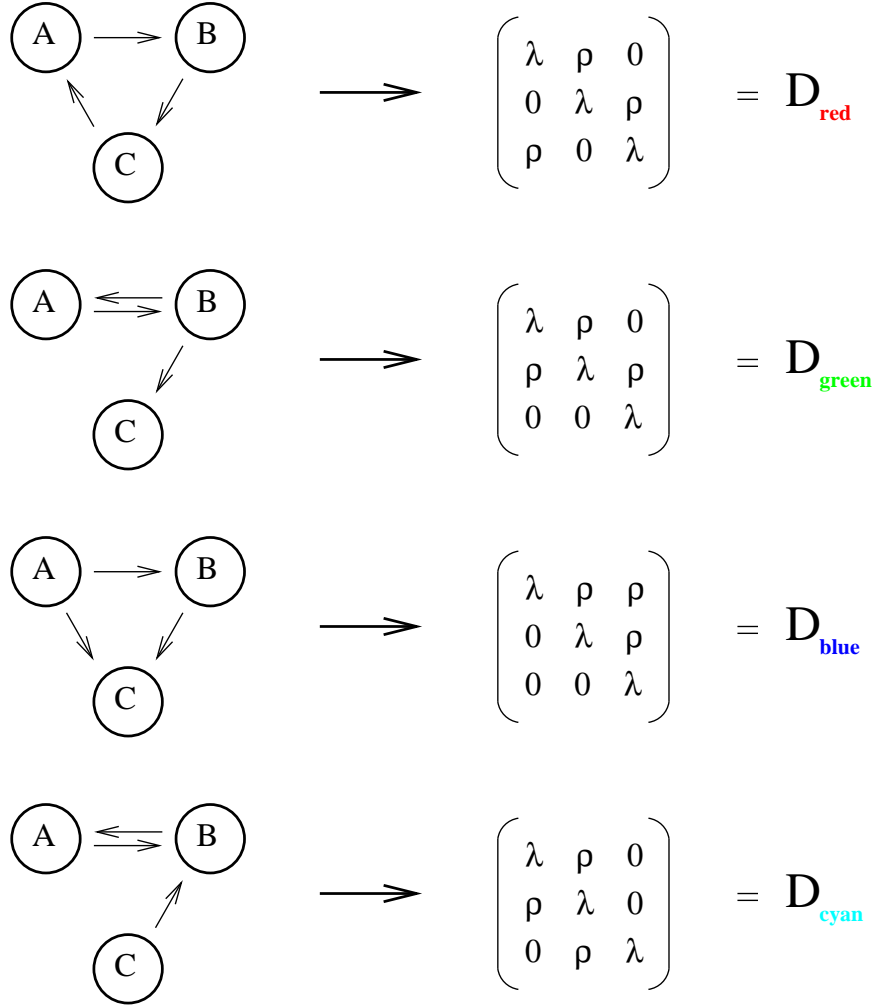 A B
C
λ ρ 0
0 λ ρ
ρ 0 λ
= D red
A B
C
λ ρ 0
ρ λ ρ
0 0 λ
= D green
A B
C
λ ρ ρ
0 λ ρ
0 0 λ
= D blue
A B
C
λ ρ 0
ρ λ 0
0 ρ λ
= D cyan